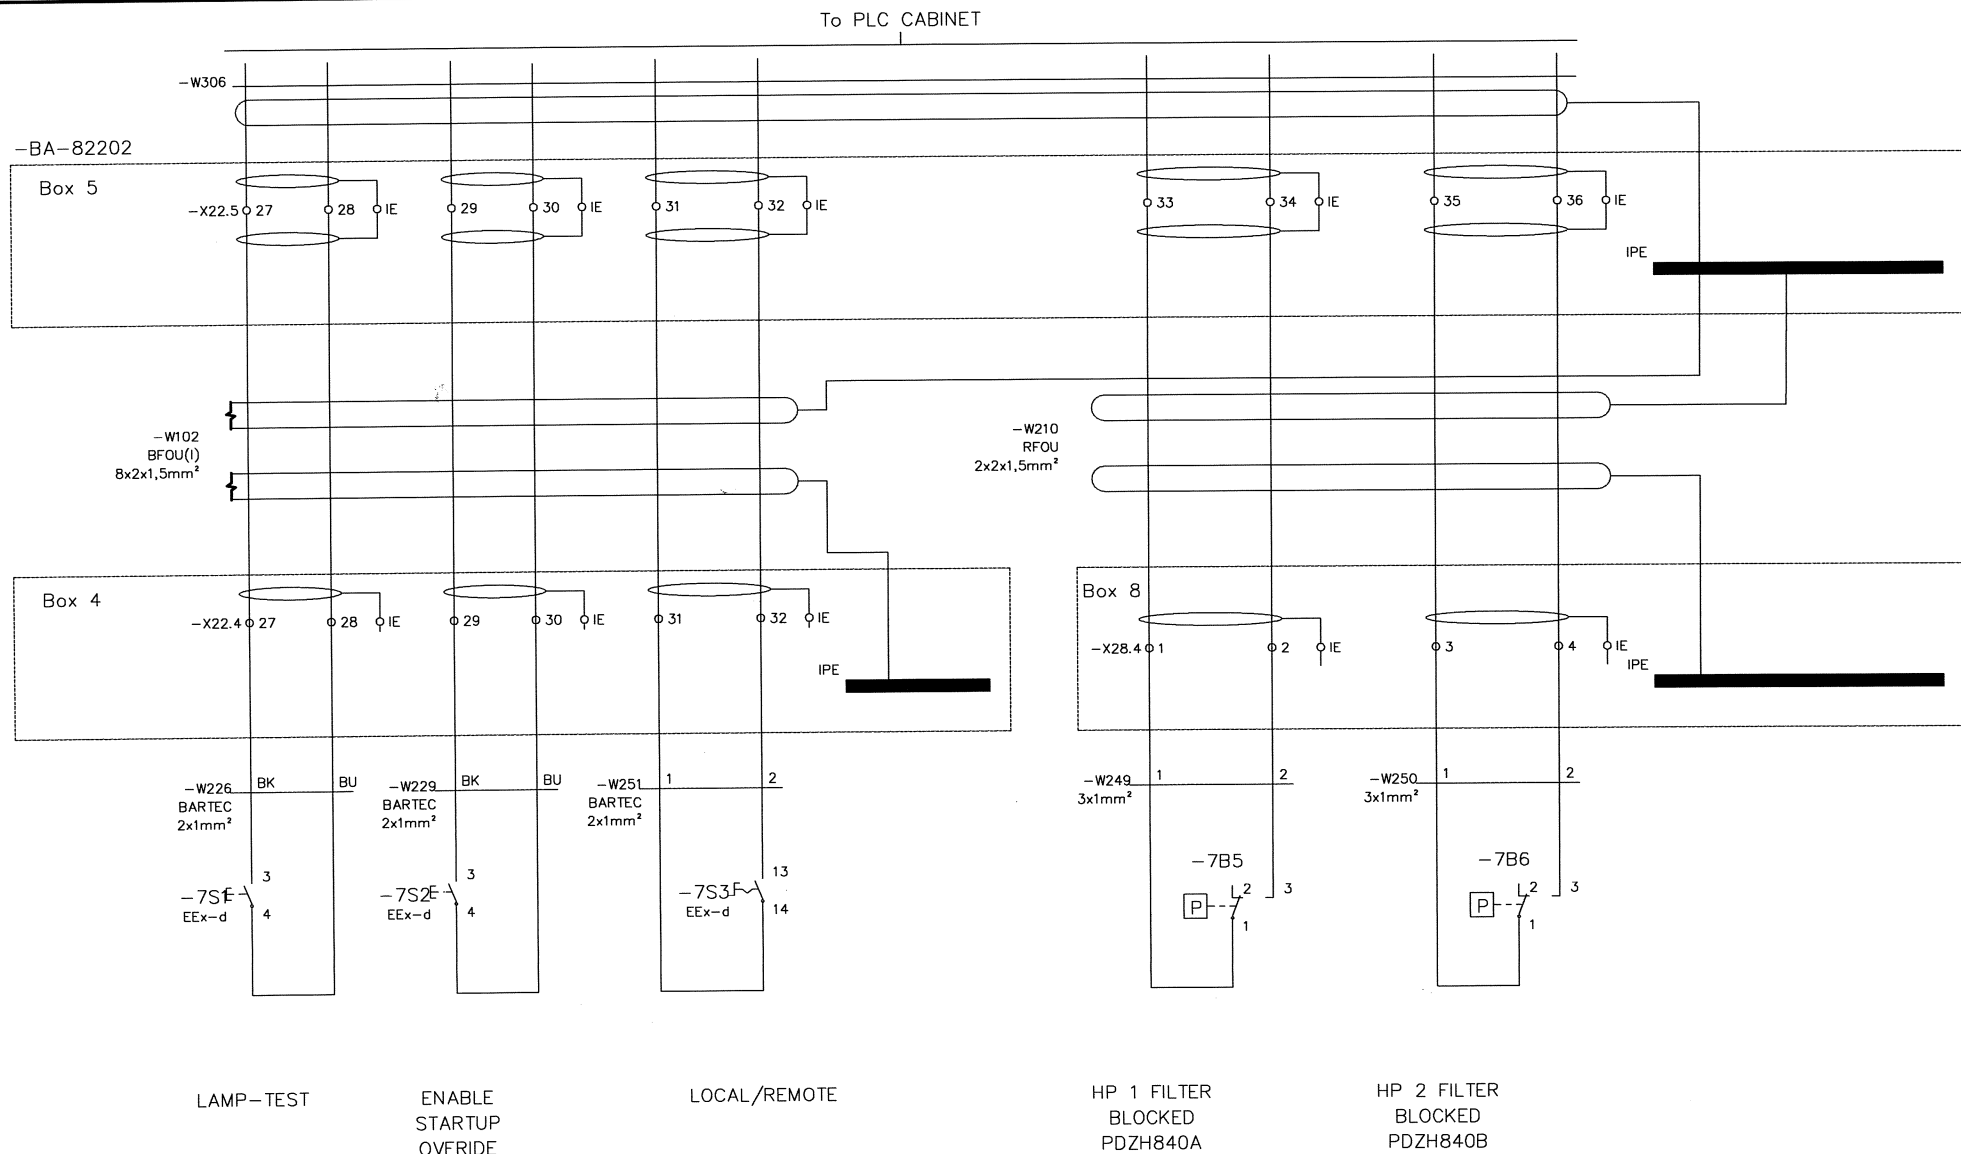 To PLC CABINET
-W306
-BA-82202
Box 5
-X22.5 27 28 IE 29 30 IE 31 32 IE 33 34 IE 35 36 IE
IPE
-W102
BFOU(I)
8x2x1,5mm²
-W210
RFOU
2x2x1,5mm²
Box 4
-X22.4 27 28 IE 29 30 IE 31 32 IE
IPE
Box 8
-X28.4 1 2 IE 3 4 IE
IPE
-W226 BK BU
BARTEC
2x1mm²
-W229 BK BU
BARTEC
2x1mm²
-W251 1 2
BARTEC
2x1mm²
-W249 1 2
3x1mm²
-W250 1 2
3x1mm²
3
-7S1
EEx-d 4
3
-7S2
EEx-d 4
13
-7S3
EEx-d 14
-7B5
2 3
P
1
-7B6
2 3
P
1
LAMP-TEST
ENABLE
STARTUP
OVERIDE
LOCAL/REMOTE
HP 1 FILTER
BLOCKED
PDZH840A
HP 2 FILTER
BLOCKED
PDZH840B